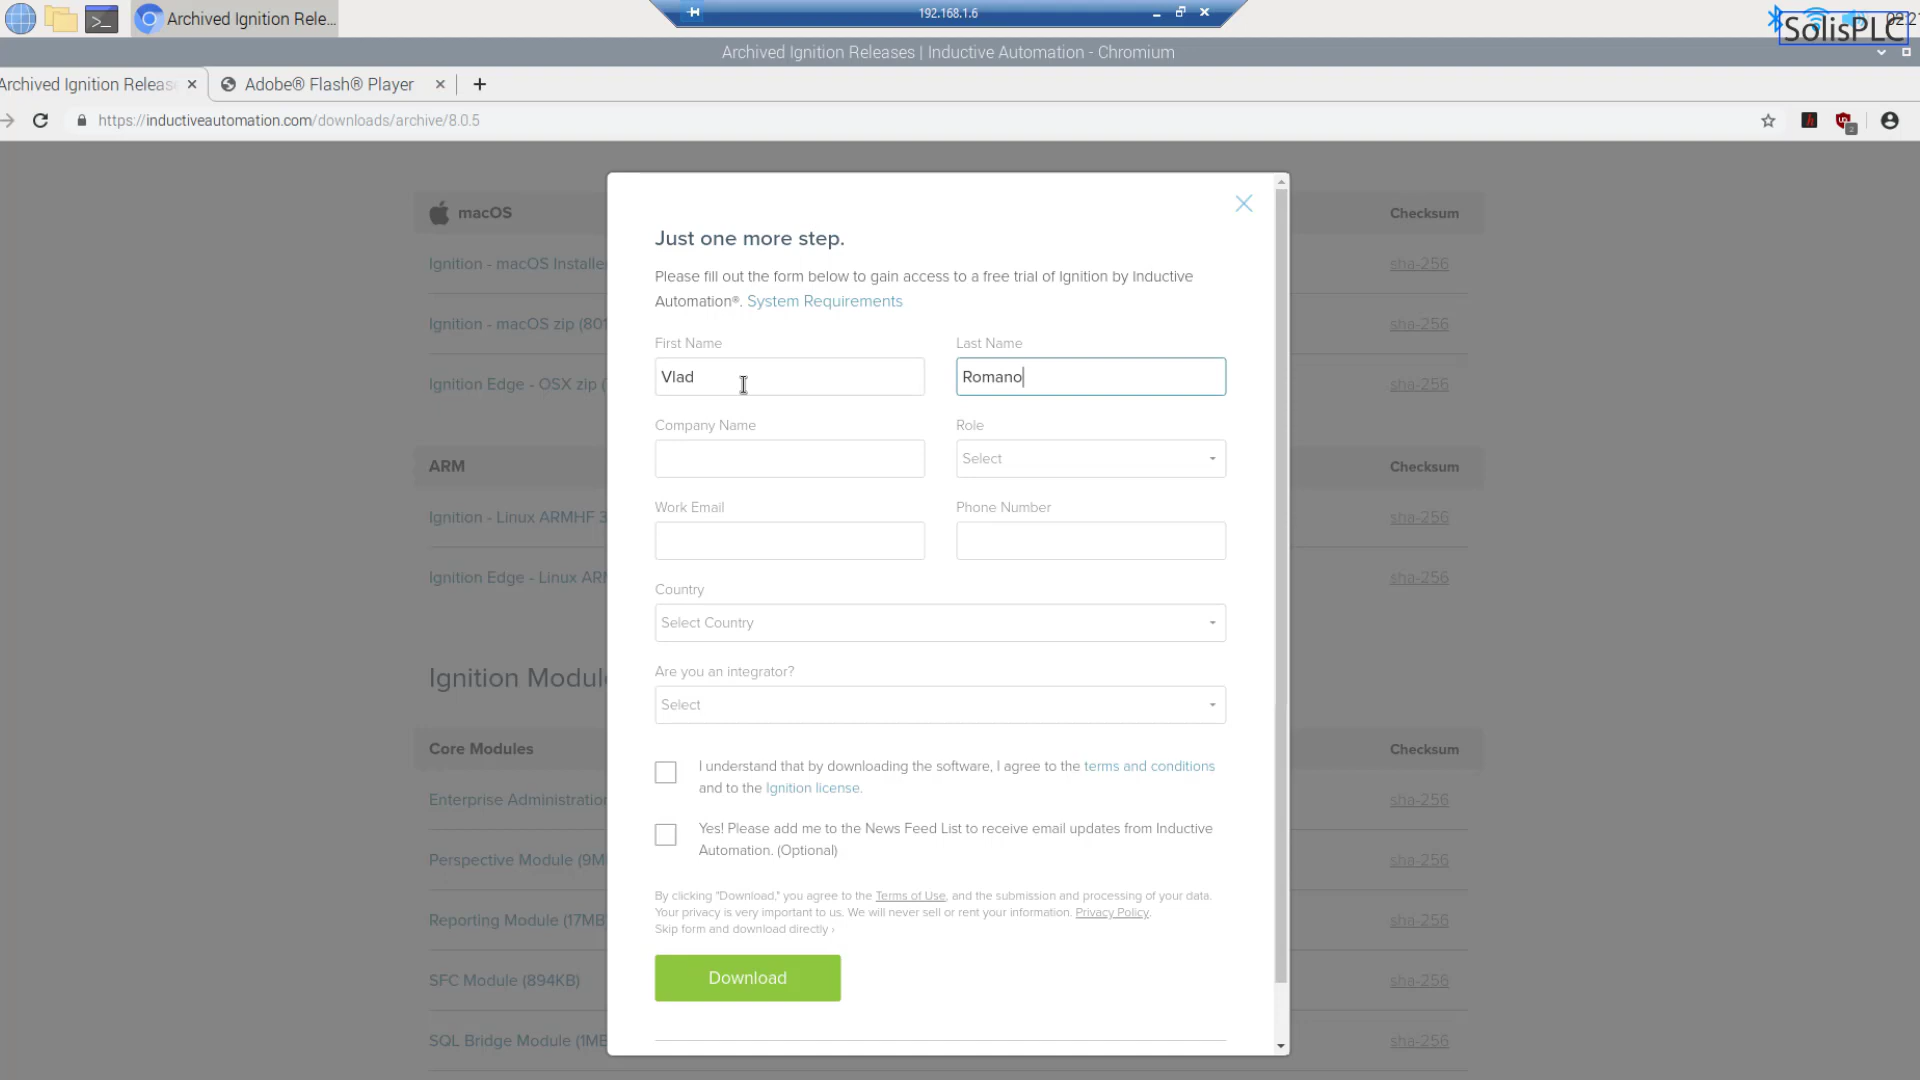 Archived Ignition Rele...
192.168.1.6
SolisPLC
Archived Ignition Releases | Inductive Automation - Chromium
Archived Ignition Releas
Adobe® Flash® Player
https://inductiveautomation.com/downloads/archive/8.0.5
macOS
Checksum
Ignition - macOS Installe
sha-256
Ignition - macOS zip (801
sha-256
Ignition Edge - OSX zip (
sha-256
ARM
Checksum
Ignition - Linux ARMHF 3
sha-256
Ignition Edge - Linux ARM
sha-256
Ignition Modul
Core Modules
Checksum
Enterprise Administration
sha-256
Perspective Module (9M
sha-256
Reporting Module (17MB
sha-256
SFC Module (894KB)
sha-256
SQL Bridge Module (1MB
sha-256
Just one more step.
Please fill out the form below to gain access to a free trial of Ignition by Inductive
Automation®. System Requirements
First Name
Last Name
Vlad
Romano
Company Name
Role
Select
Work Email
Phone Number
Country
Select Country
Are you an integrator?
Select
I understand that by downloading the software, I agree to the terms and conditions
and to the Ignition license.
Yes! Please add me to the News Feed List to receive email updates from Inductive
Automation. (Optional)
By clicking "Download," you agree to the Terms of Use, and the submission and processing of your data.
Your privacy is very important to us. We will never sell or rent your information. Privacy Policy.
Skip form and download directly ›
Download